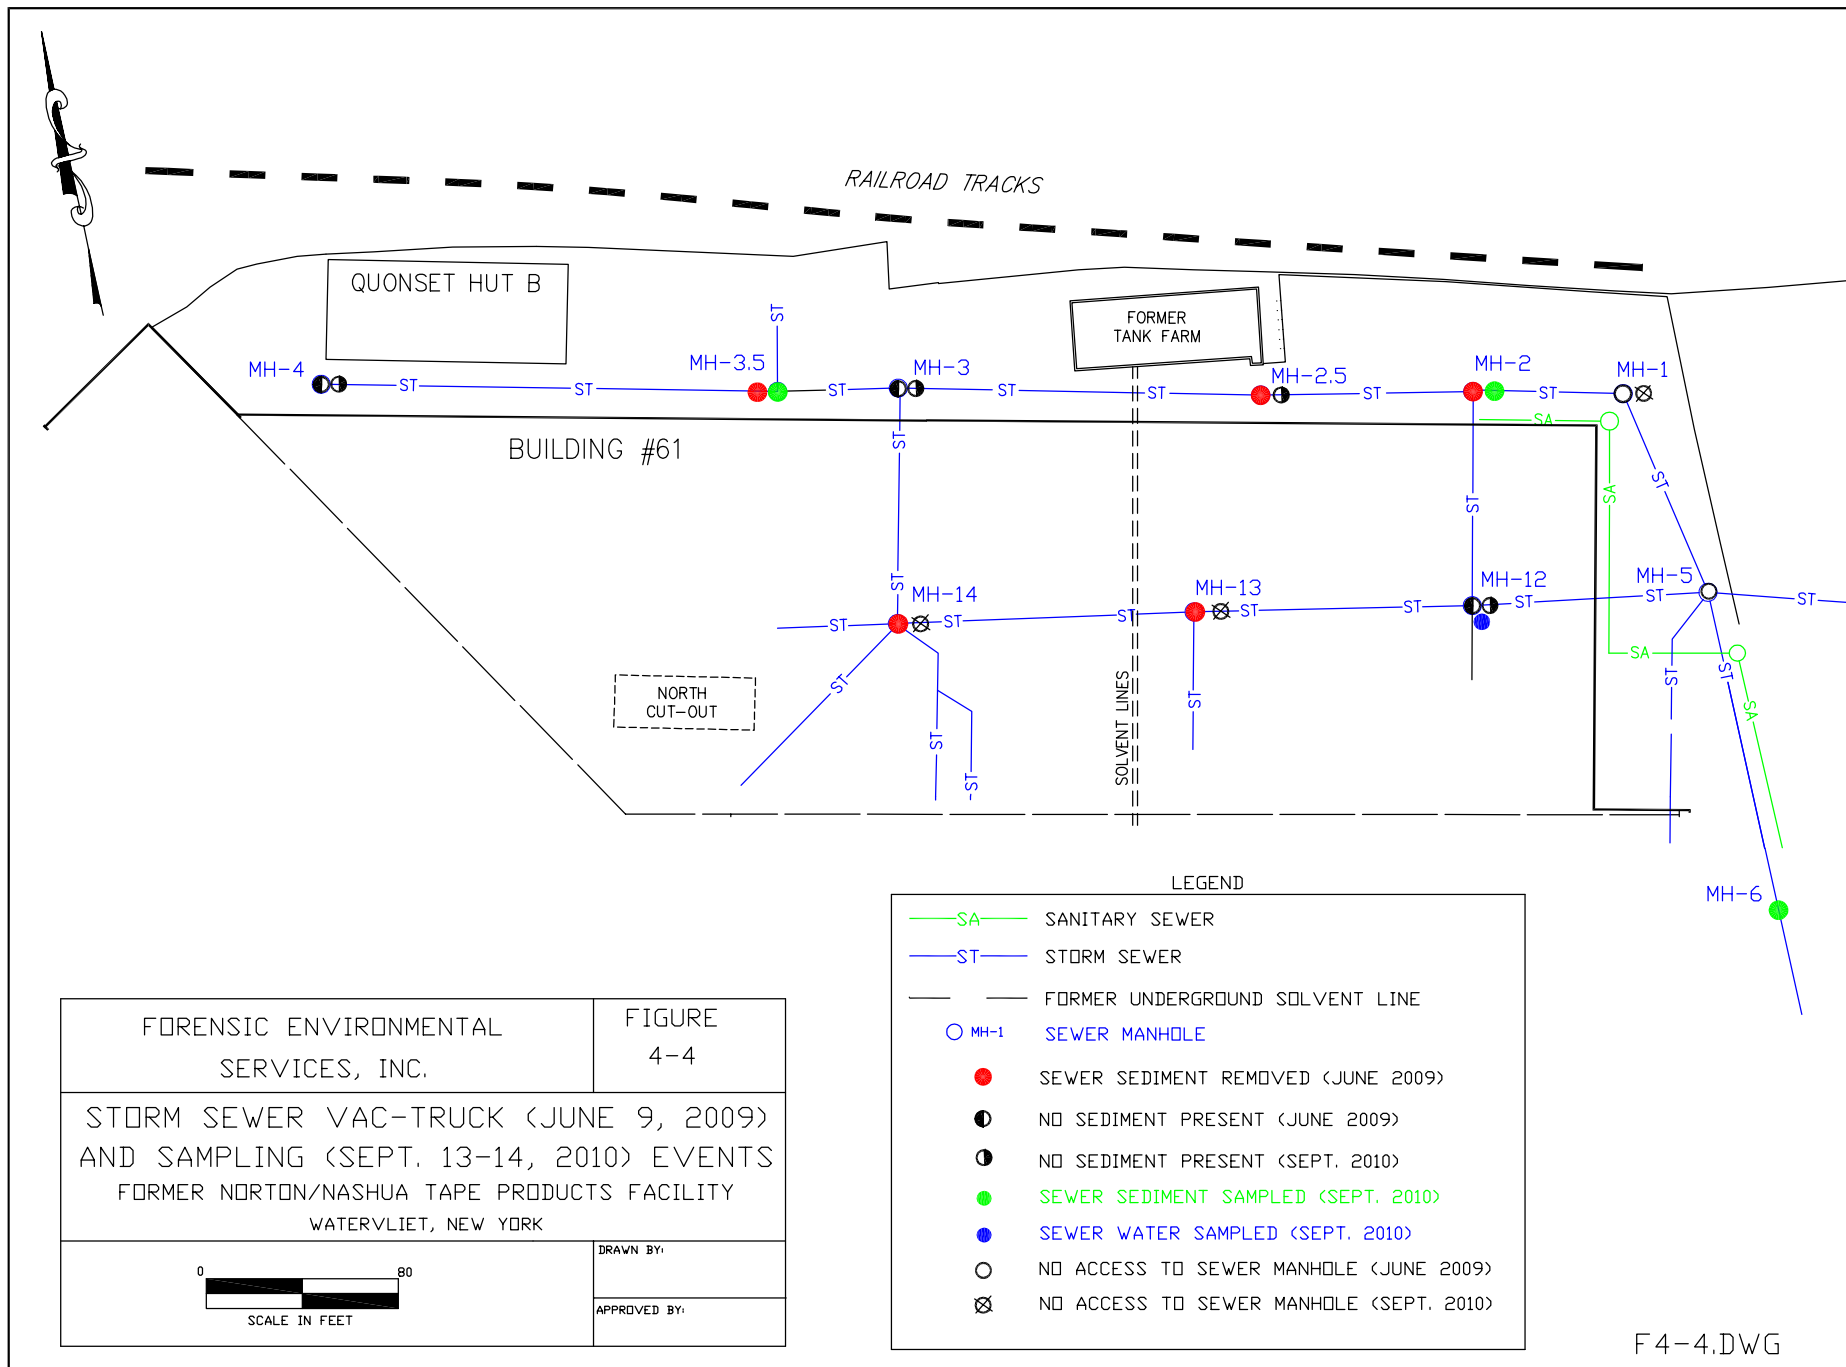 RAILROAD TRACKS
QUONSET HUT B
ST
FORMER
TANK FARM
MH-4
MH-3.5
MH-3
MH-2.5
MH-2
MH-1
ST
ST
ST
ST
ST
ST
ST
SA
BUILDING #61
ST
ST
SA
ST
ST
MH-14
MH-13
MH-12
MH-5
ST
ST
ST
ST
ST
ST
ST
ST
SA
NORTH
CUT-OUT
ST
ST
ST
ST
SA
ST
ST
SOLVENT LINES
MH-6
LEGEND
SA SANITARY SEWER
ST STORM SEWER
FORMER UNDERGROUND SOLVENT LINE
MH-1 SEWER MANHOLE
SEWER SEDIMENT REMOVED (JUNE 2009)
NO SEDIMENT PRESENT (JUNE 2009)
NO SEDIMENT PRESENT (SEPT. 2010)
SEWER SEDIMENT SAMPLED (SEPT. 2010)
SEWER WATER SAMPLED (SEPT. 2010)
NO ACCESS TO SEWER MANHOLE (JUNE 2009)
NO ACCESS TO SEWER MANHOLE (SEPT. 2010)
FORENSIC ENVIRONMENTAL
SERVICES, INC.
FIGURE
4-4
STORM SEWER VAC-TRUCK (JUNE 9, 2009)
AND SAMPLING (SEPT. 13-14, 2010) EVENTS
FORMER NORTON/NASHUA TAPE PRODUCTS FACILITY
WATERVLIET, NEW YORK
0 80
SCALE IN FEET
DRAWN BY:
APPROVED BY:
F4-4.DWG